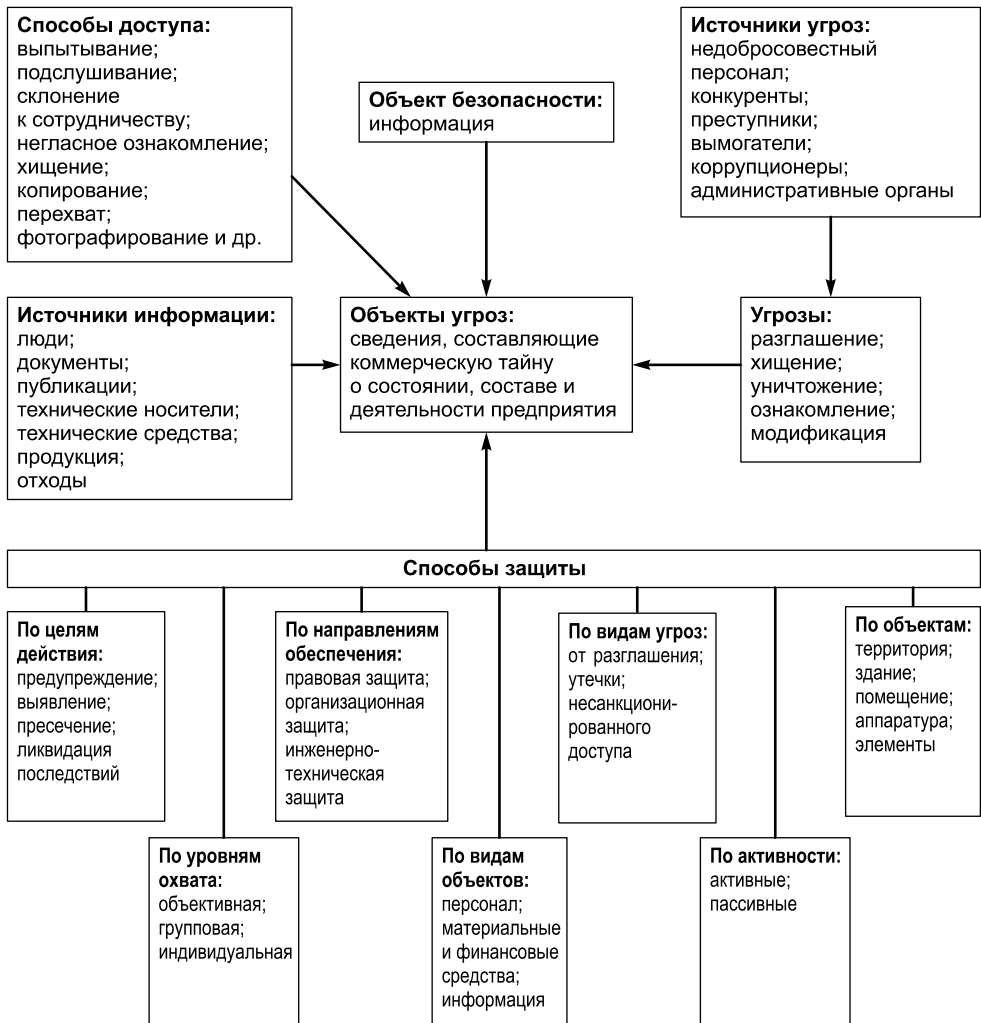 Способы доступа:
выпытывание;
подслушивание;
склонение
к сотрудничеству;
негласное ознакомление;
хищение;
копирование;
перехват;
фотографирование и др.
Объект безопасности:
информация
Источники угроз:
недобросовестный
персонал;
конкуренты;
преступники;
вымогатели;
коррупционеры;
административные органы
Источники информации:
люди;
документы;
публикации;
технические носители;
технические средства;
продукция;
отходы
Объекты угроз:
сведения, составляющие
коммерческую тайну
о состоянии, составе и
деятельности предприятия
Угрозы:
разглашение;
хищение;
уничтожение;
ознакомление;
модификация
Способы защиты
По целям
действия:
предупреждение;
выявление;
пресечение;
ликвидация
последствий
По направлениям
обеспечения:
правовая защита;
организационная
защита;
инженерно-
техническая
защита
По видам угроз:
от разглашения;
утечки;
несанкциони-
рованного
доступа
По объектам:
территория;
здание;
помещение;
аппаратура;
элементы
По уровням
охвата:
объективная;
групповая;
индивидуальная
По видам
объектов:
персонал;
материальные
и финансовые
средства;
информация
По активности:
активные;
пассивные